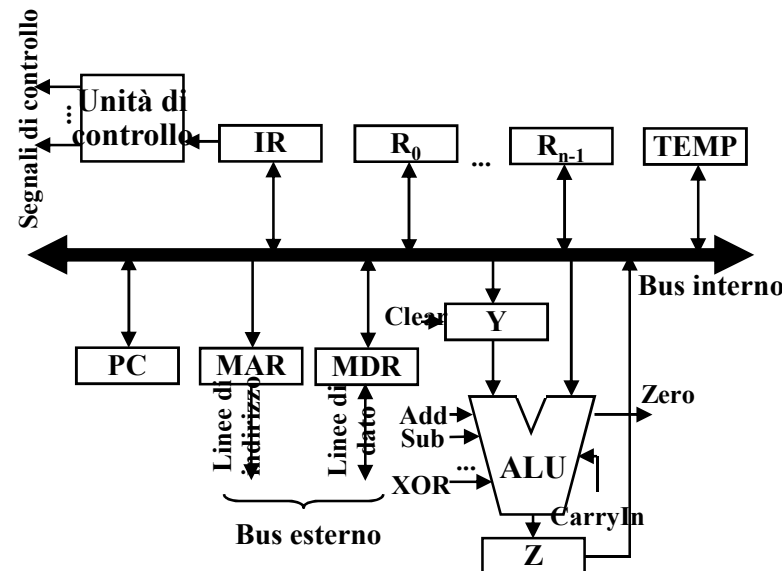 Segnali di controllo
...
Unità di
controllo
IR
R0
...
Rn-1
TEMP
Bus interno
PC
MAR
MDR
Clear
Y
Linee di
indirizzo
Linee di
dato
Bus esterno
Add
Sub
...
XOR
ALU
Zero
CarryIn
Z